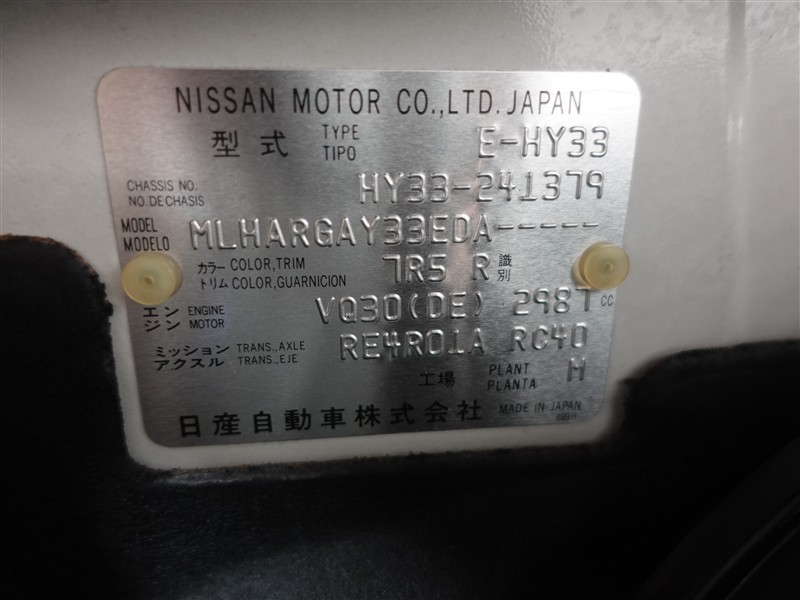 NISSAN MOTOR CO.,LTD. JAPAN
型式 TYPE TIPO E-HY33
CHASSIS NO. NO. DE CHASIS HY33-241379
MODEL MODELO MLHARGAY33EDA-----
カラー COLOR,TRIM トリム COLOR,GUARNICION 7R5 R 識別
エンジン ENGINE MOTOR VQ30(DE) 2987 CC
ミッション TRANS.,AXLE アクスル TRANS.,EJE RE4R01A RC40
工場 PLANT PLANTA M
日産自動車株式会社 MADE IN JAPAN